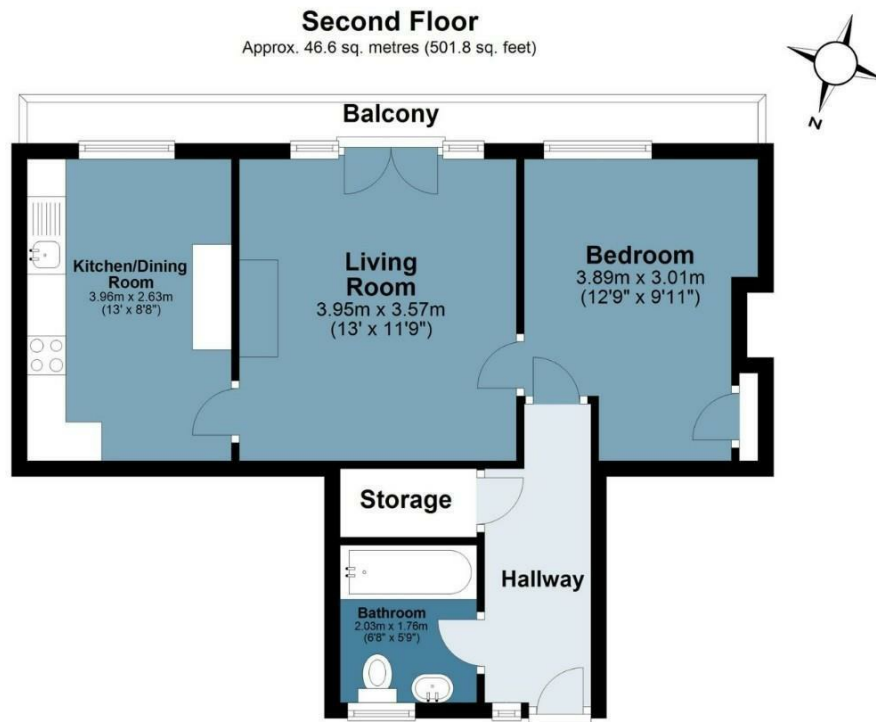 Second Floor
Approx. 46.6 sq. metres (501.8 sq. feet)
N
Balcony
Kitchen/Dining
Room
3.96m x 2.63m
(13' x 8'8")
Living
Room
3.95m x 3.57m
(13' x 11'9")
Bedroom
3.89m x 3.01m
(12'9" x 9'11")
Storage
Hallway
Bathroom
2.03m x 1.76m
(6'8" x 5'9")